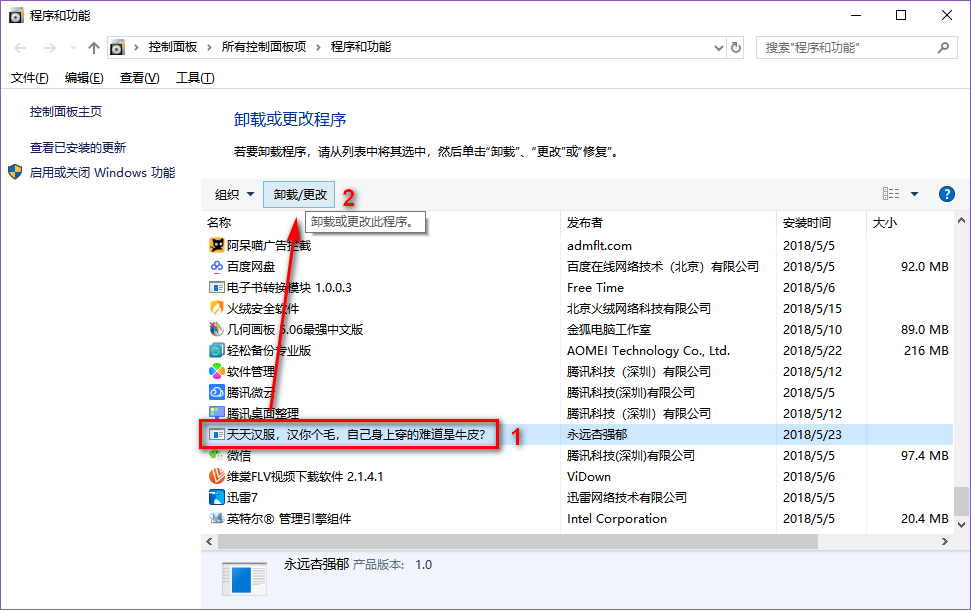 程序和功能
控制面板 › 所有控制面板项 › 程序和功能
搜索"程序和功能"
文件(F) 编辑(E) 查看(V) 工具(T)
控制面板主页
查看已安装的更新
启用或关闭 Windows 功能
卸载或更改程序
若要卸载程序，请从列表中将其选中，然后单击“卸载”、“更改”或“修复”。
组织 卸载/更改 2
卸载或更改此程序。
名称 发布者 安装时间 大小
阿呆喵广告拦截 admflt.com 2018/5/5
百度网盘 百度在线网络技术（北京）有限公司 2018/5/5 92.0 MB
电子书转换模块 1.0.0.3 Free Time 2018/5/6
火绒安全软件 北京火绒网络科技有限公司 2018/5/15
几何画板 5.06最强中文版 金狐电脑工作室 2018/5/10 89.0 MB
轻松备份专业版 AOMEI Technology Co., Ltd. 2018/5/22 216 MB
软件管理 腾讯科技（深圳）有限公司 2018/5/12
腾讯微云 腾讯科技(深圳)有限公司 2018/5/5
腾讯桌面整理 腾讯科技（深圳）有限公司 2018/5/12
天天汉服，汉你个毛，自己身上穿的难道是牛皮？ 1 永远杏强郁 2018/5/23
微信 腾讯科技(深圳)有限公司 2018/5/5 97.4 MB
维棠FLV视频下载软件 2.1.4.1 ViDown 2018/5/6
迅雷7 迅雷网络技术有限公司 2018/5/5
英特尔® 管理引擎组件 Intel Corporation 2018/5/5 20.4 MB
永远杏强郁 产品版本: 1.0